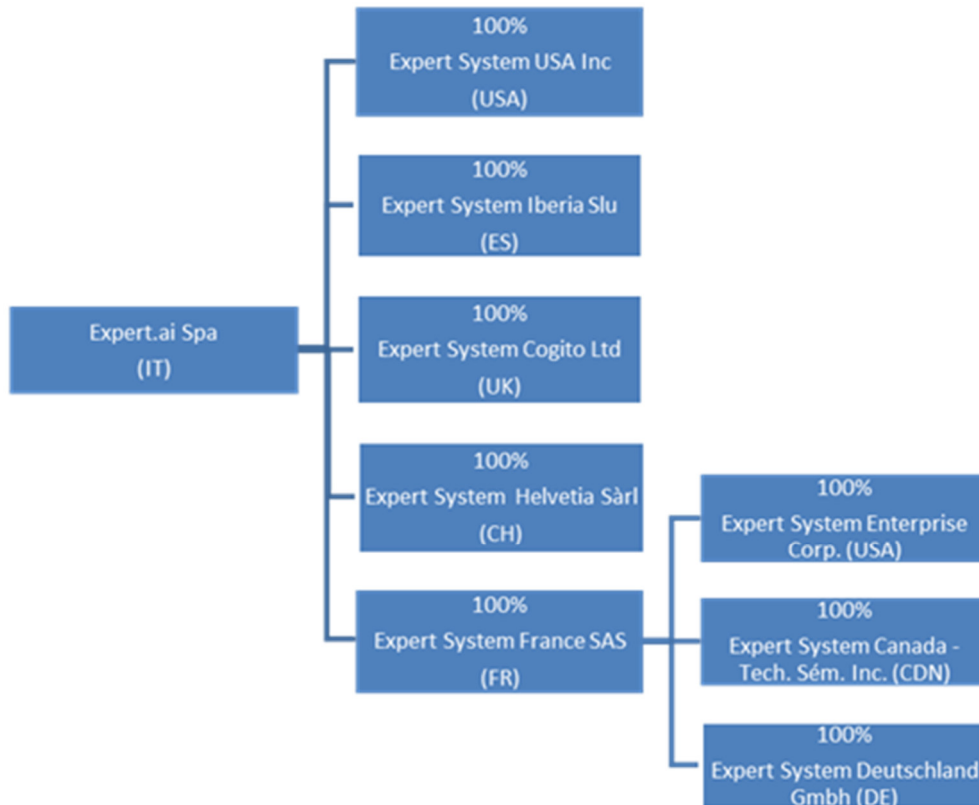 Expert.ai Spa
(IT)
100%
Expert System USA Inc
(USA)
100%
Expert System Iberia Slu
(ES)
100%
Expert System Cogito Ltd
(UK)
100%
Expert System Helvetia Sàrl
(CH)
100%
Expert System France SAS
(FR)
100%
Expert System Enterprise
Corp. (USA)
100%
Expert System Canada -
Tech. Sém. Inc. (CDN)
100%
Expert System Deutschland
Gmbh (DE)